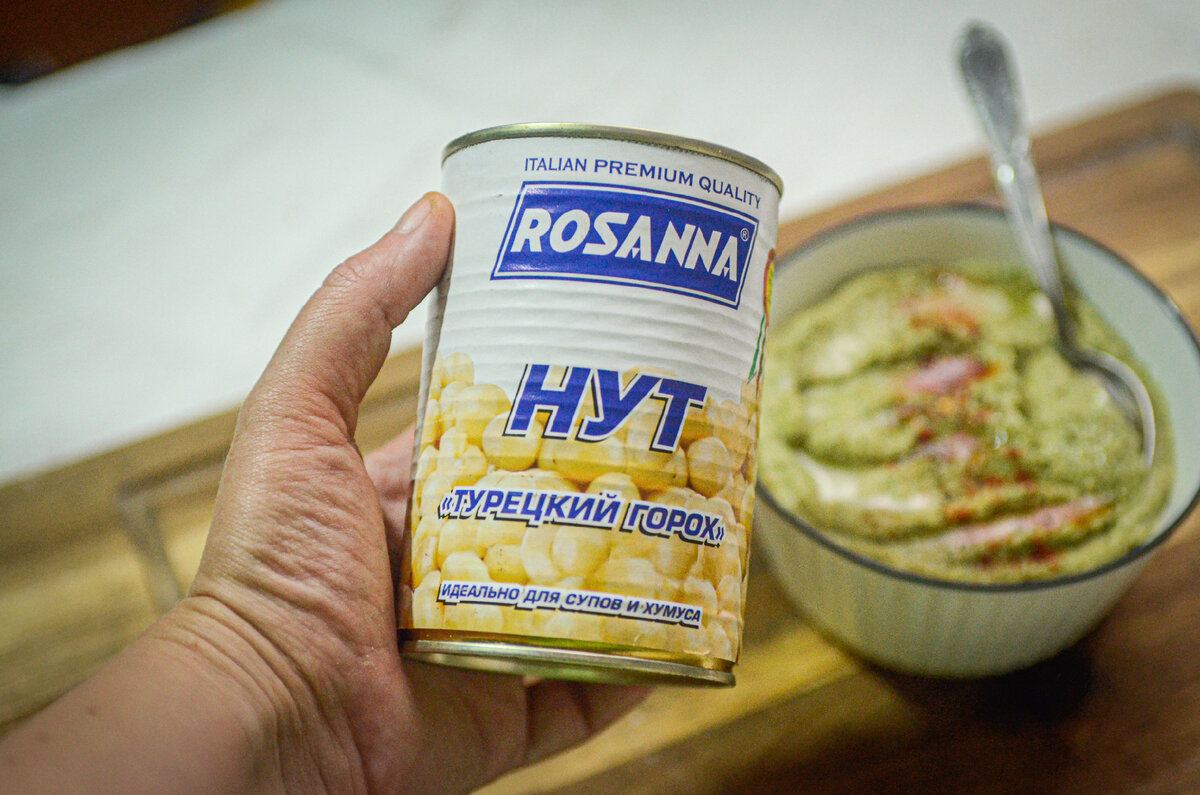 ITALIAN PREMIUM QUALITY
ROSANNA®
НУТ
«ТУРЕЦКИЙ ГОРОХ»
ИДЕАЛЬНО ДЛЯ СУПОВ И ХУМУСА